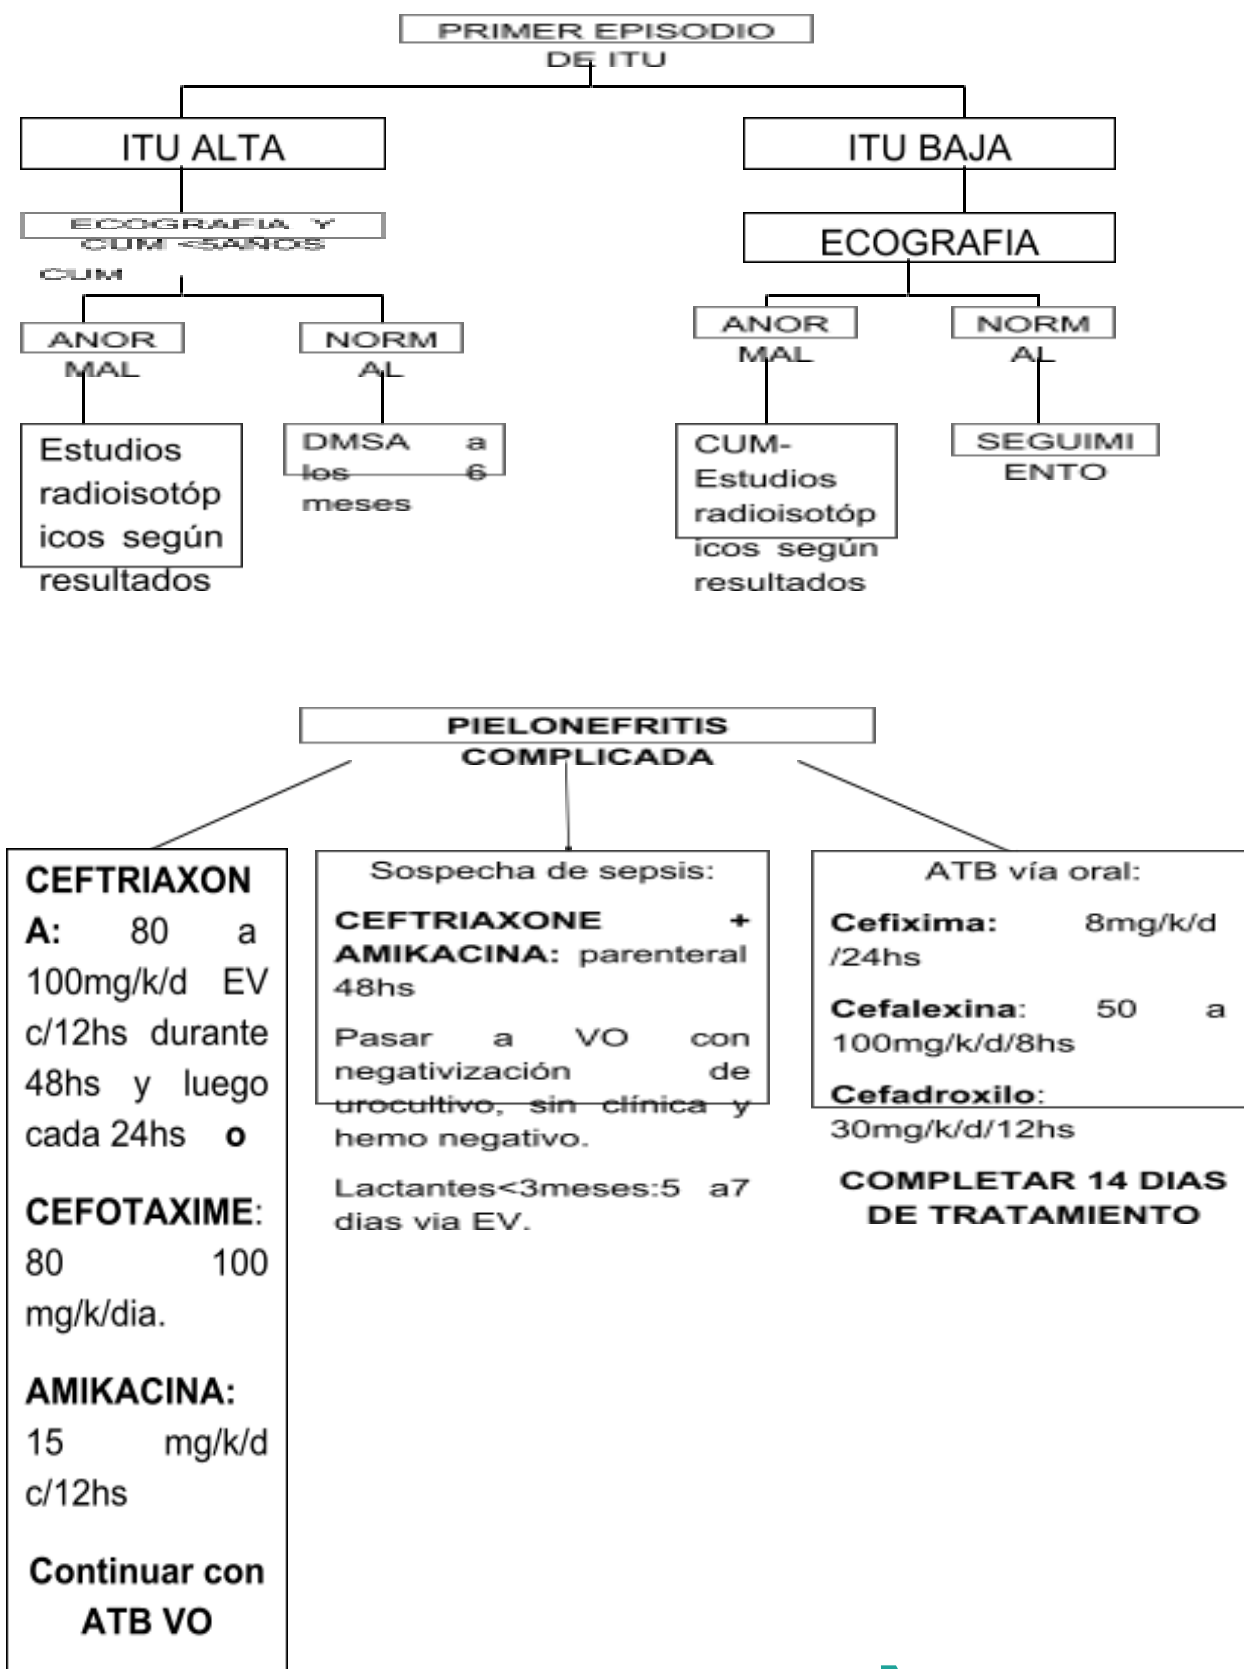 PRIMER EPISODIO
DE ITU
ITU ALTA
ITU BAJA
ECOGRAFIA Y
CUM <5AÑOS
CUM
ECOGRAFIA
ANOR
MAL
NORM
AL
ANOR
MAL
NORM
AL
Estudios
radioisotóp
icos según
resultados
DMSA a
los 6
meses
CUM-
Estudios
radioisotóp
icos según
resultados
SEGUIMI
ENTO
PIELONEFRITIS
COMPLICADA
CEFTRIAXON
A: 80 a
100mg/k/d EV
c/12hs durante
48hs y luego
cada 24hs o
CEFOTAXIME:
80 100
mg/k/dia.
AMIKACINA:
15 mg/k/d
c/12hs
Continuar con
ATB VO
Sospecha de sepsis:
CEFTRIAXONE +
AMIKACINA: parenteral
48hs
Pasar a VO con
negativización de
urocultivo, sin clínica y
hemo negativo.
Lactantes<3meses:5 a7
dias via EV.
ATB vía oral:
Cefixima: 8mg/k/d
/24hs
Cefalexina: 50 a
100mg/k/d/8hs
Cefadroxilo:
30mg/k/d/12hs
COMPLETAR 14 DIAS
DE TRATAMIENTO